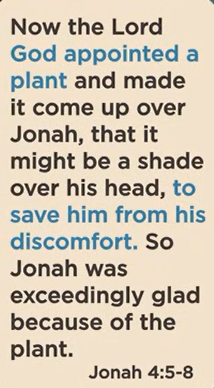 Now the Lord
God appointed a
plant and made
it come up over
Jonah, that it
might be a shade
over his head, to
save him from his
discomfort. So
Jonah was
exceedingly glad
because of the
plant.
Jonah 4:5-8